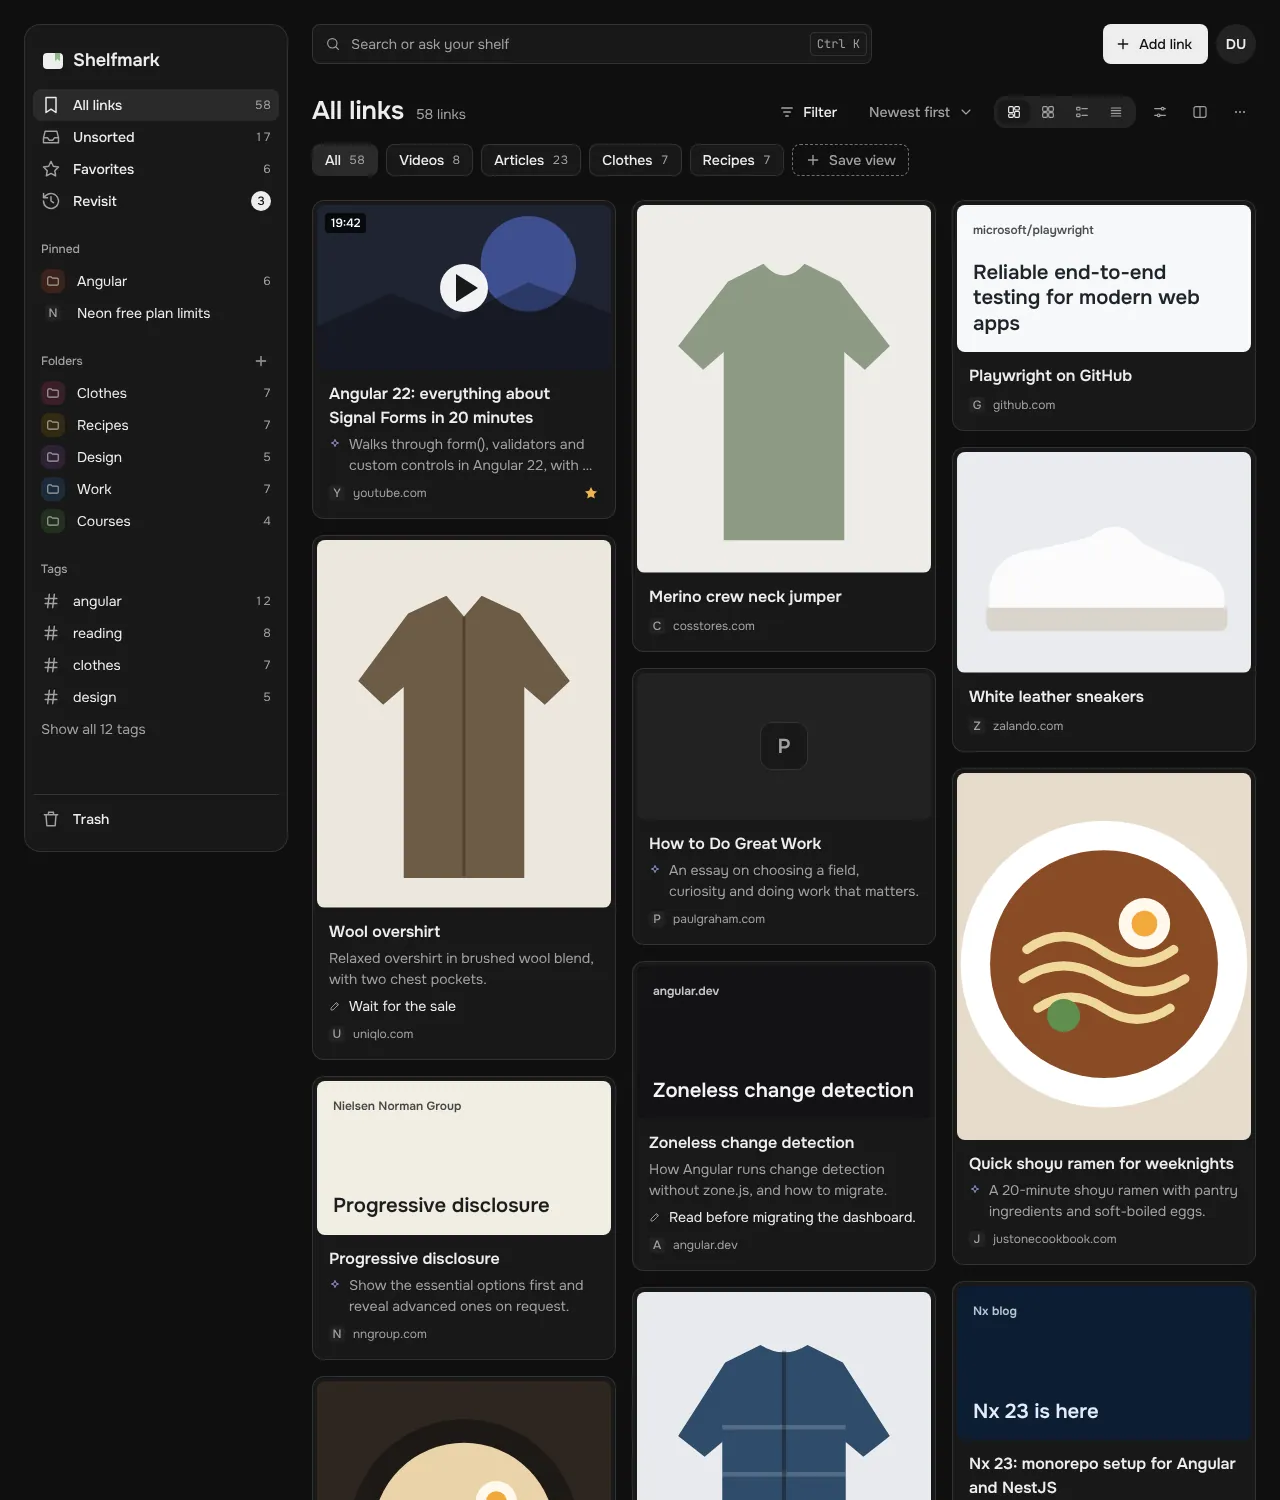 Shelfmark
All links 58
Unsorted 17
Favorites 6
Revisit 3
Pinned
Angular 6
N Neon free plan limits
Folders
Clothes 7
Recipes 7
Design 5
Work 7
Courses 4
Tags
angular 12
reading 8
clothes 7
design 5
Show all 12 tags
Trash
Search or ask your shelf Ctrl K
Add link DU
All links 58 links
Filter Newest first
All 58 Videos 8 Articles 23 Clothes 7 Recipes 7 Save view
19:42
Angular 22: everything about
Signal Forms in 20 minutes
Walks through form(), validators and
custom controls in Angular 22, with ...
Y youtube.com
Wool overshirt
Relaxed overshirt in brushed wool blend,
with two chest pockets.
Wait for the sale
U uniqlo.com
Nielsen Norman Group
Progressive disclosure
Progressive disclosure
Show the essential options first and
reveal advanced ones on request.
N nngroup.com
Merino crew neck jumper
C cosstores.com
P
How to Do Great Work
An essay on choosing a field,
curiosity and doing work that matters.
P paulgraham.com
angular.dev
Zoneless change detection
Zoneless change detection
How Angular runs change detection
without zone.js, and how to migrate.
Read before migrating the dashboard.
A angular.dev
microsoft/playwright
Reliable end-to-end
testing for modern web
apps
Playwright on GitHub
G github.com
White leather sneakers
Z zalando.com
Quick shoyu ramen for weeknights
A 20-minute shoyu ramen with pantry
ingredients and soft-boiled eggs.
J justonecookbook.com
Nx blog
Nx 23 is here
Nx 23: monorepo setup for Angular
and NestJS